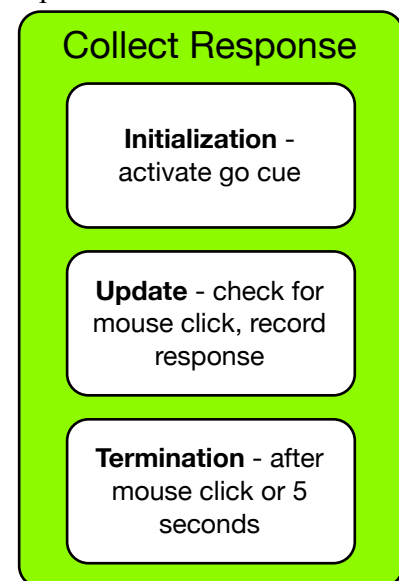 Collect Response
Initialization -
activate go cue
Update - check for
mouse click, record
response
Termination - after
mouse click or 5
seconds